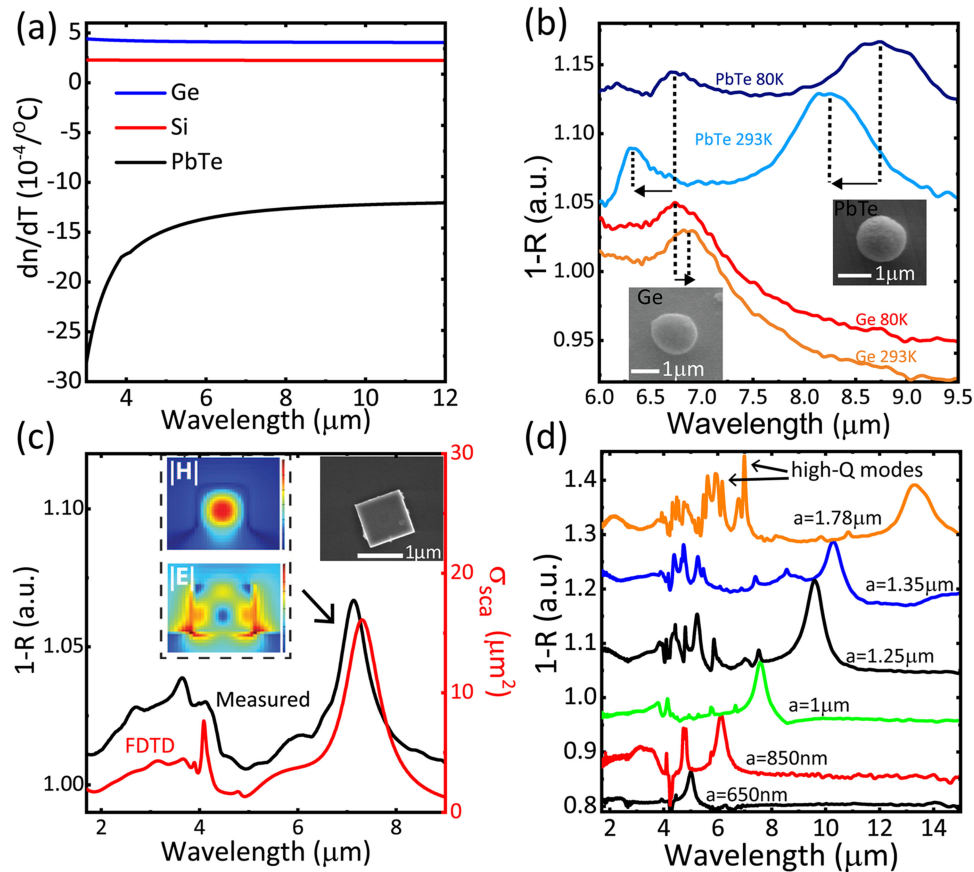 (a)
5
0
-5
-10
-15
-20
-25
-30
dn/dT (10⁻⁴/⁰C)
Ge
Si
PbTe
4 6 8 10 12
Wavelength (μm)
(b)
1.15
1.10
1.05
1.00
0.95
1-R (a.u.)
PbTe 80K
PbTe 293K
PbTe
1μm
Ge
1μm
Ge 80K
Ge 293K
6.0 6.5 7.0 7.5 8.0 8.5 9.0 9.5
Wavelength (μm)
(c)
1.10
1.05
1.00
1-R (a.u.)
|H|
|E|
1μm
Measured
FDTD
30
20
10
0
σsca (μm²)
2 4 6 8
Wavelength (μm)
(d)
1.4
1.3
1.2
1.1
1.0
0.9
0.8
1-R (a.u.)
high-Q modes
a=1.78μm
a=1.35μm
a=1.25μm
a=1μm
a=850nm
a=650nm
2 4 6 8 10 12 14
Wavelength (μm)